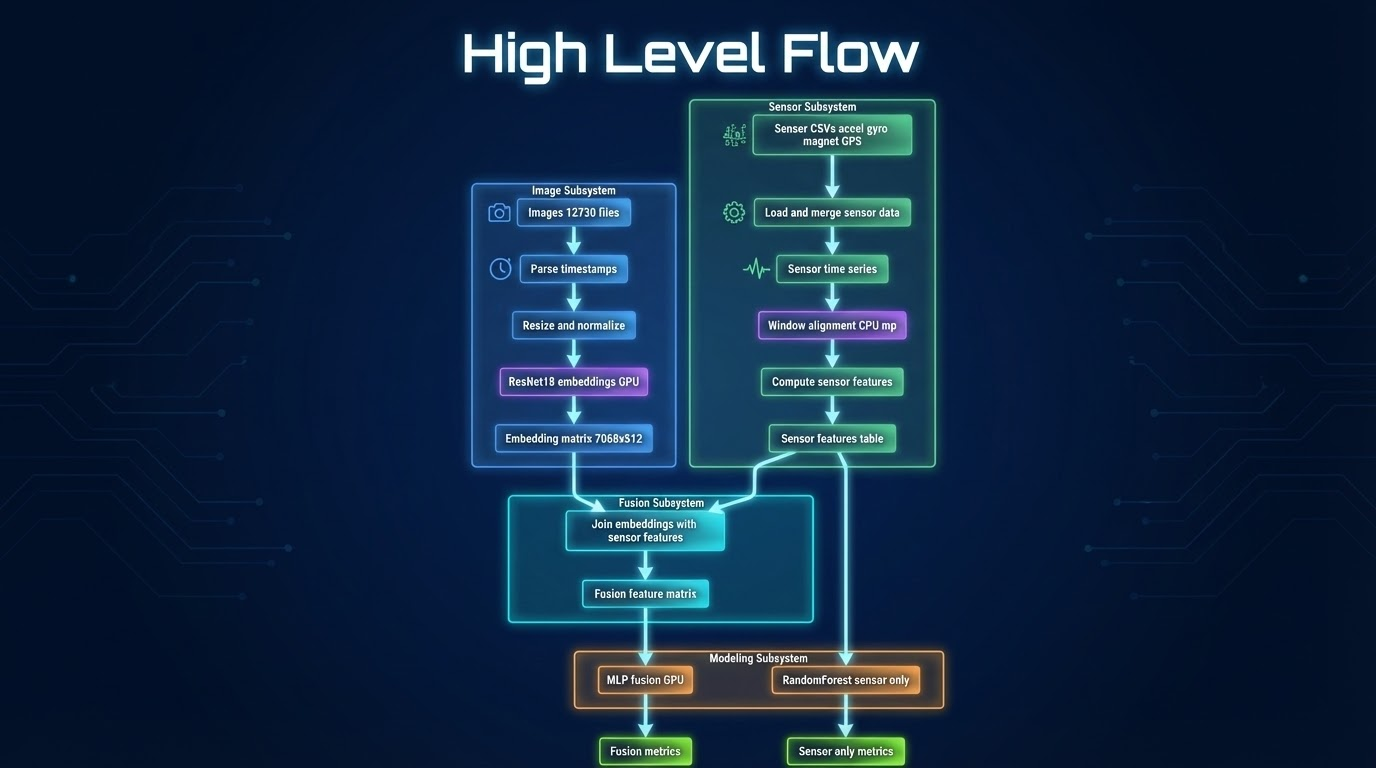 High Level Flow
Sensor Subsystem
Senser CSVs accel gyro
magnet GPS
Load and merge sensor data
Sensor time series
Window alignment CPU mp
Compute sensor features
Sensor features table
Image Subsystem
Images 12730 files
Parse timestamps
Resize and normalize
ResNet18 embeddings GPU
Embedding matrix 7068x512
Fusion Subsystem
Join embeddings with
sensor features
Fusion feature matrix
Modeling Subsystem
MLP fusion GPU
RandomForest sensar only
Fusion metrics
Sensor anly metrics